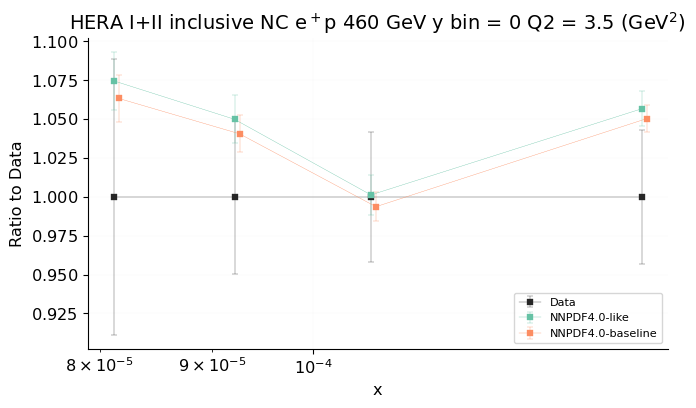 HERA I+II inclusive NC e⁺p 460 GeV y bin = 0 Q2 = 3.5 (GeV²)
Ratio to Data
1.100
1.075
1.050
1.025
1.000
0.975
0.950
0.925
Data
NNPDF4.0-like
NNPDF4.0-baseline
8 × 10⁻⁵
9 × 10⁻⁵
10⁻⁴
x